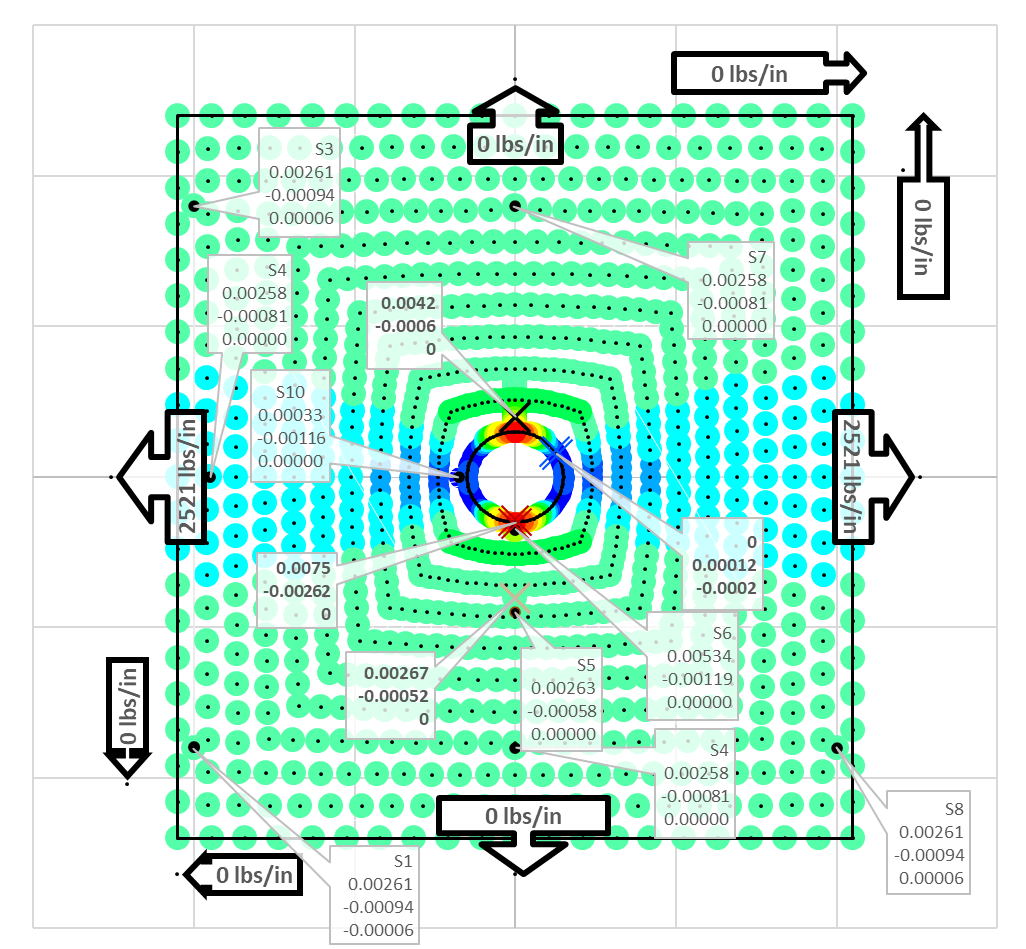 0 lbs/in
0 lbs/in
0 lbs/in
S3
0.00261
-0.00094
0.00006
S7
0.00258
-0.00081
0.00000
S4
0.00258
-0.00081
0.00000
0.0042
-0.0006
0
S10
0.00033
-0.00116
0.00000
2521 lbs/in
2521 lbs/in
0
0.00012
-0.0002
0.0075
-0.00262
0
S6
0.00534
-0.00119
0.00000
0.00267
-0.00052
0
S5
0.00263
-0.00058
0.00000
0 lbs/in
S4
0.00258
-0.00081
0.00000
0 lbs/in
S8
0.00261
-0.00094
0.00006
0 lbs/in
S1
0.00261
-0.00094
-0.00006